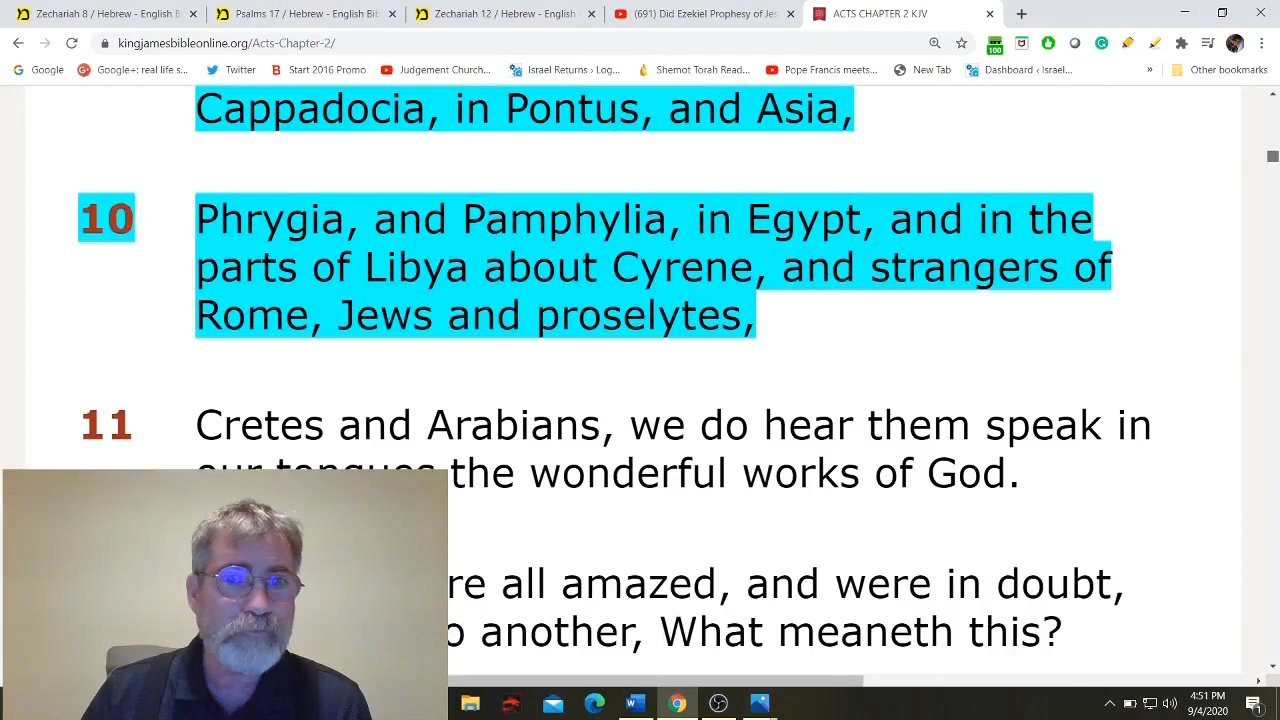 Zechariah 8 / Hebrew - English B
Psalms 17 / Hebrew - English Bib
Zechariah 12 / Hebrew - English
(691) Did Ezekiel Prophesy of Jes
ACTS CHAPTER 2 KJV
kingjamesbibleonline.org/Acts-Chapter-2/
100
Google
Google+: real life s...
Twitter
Start 2016 Promo
Judgement Church...
Israel Returns › Log...
Shemot Torah Read...
Pope Francis meets...
New Tab
Dashboard ‹ Israel...
»
Other bookmarks
Cappadocia, in Pontus, and Asia,
10 Phrygia, and Pamphylia, in Egypt, and in the
parts of Libya about Cyrene, and strangers of
Rome, Jews and proselytes,
11 Cretes and Arabians, we do hear them speak in
our tongues the wonderful works of God.
re all amazed, and were in doubt,
o another, What meaneth this?
4:51 PM
9/4/2020
1